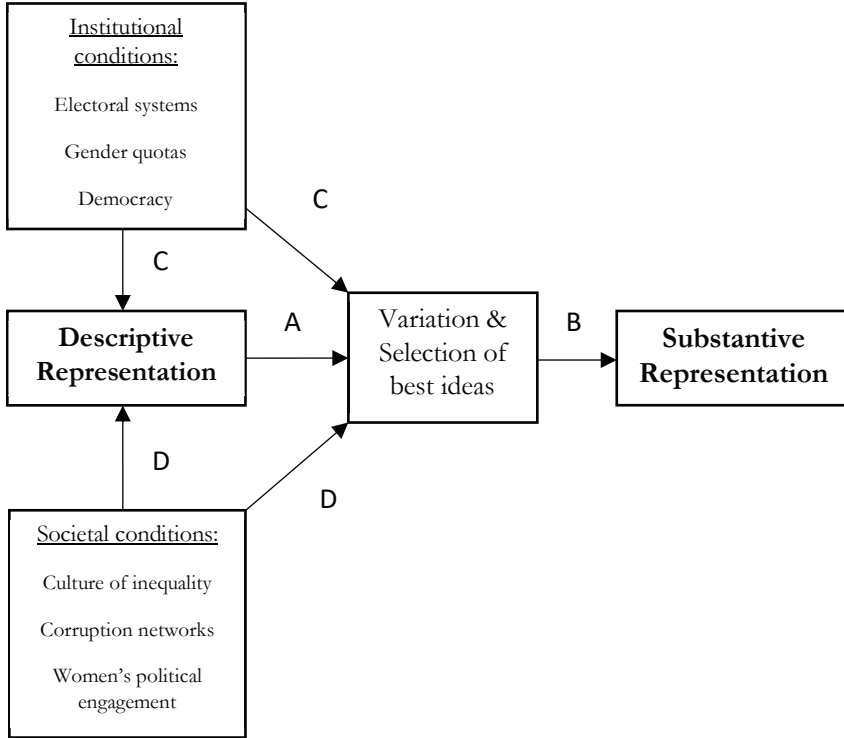 Institutional
conditions:
Electoral systems
Gender quotas
Democracy
C
C
Descriptive
Representation
A
Variation &
Selection of
best ideas
B
Substantive
Representation
D
D
Societal conditions:
Culture of inequality
Corruption networks
Women’s political
engagement